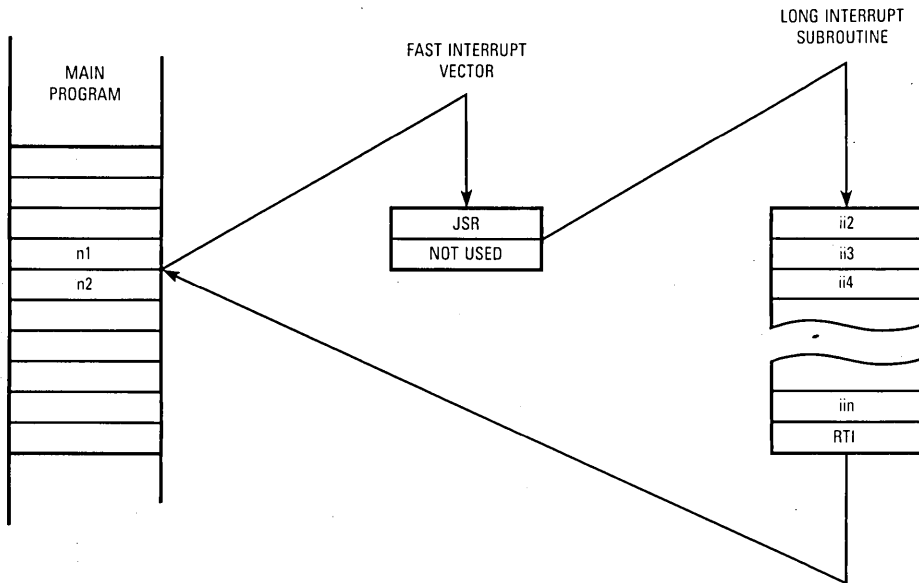 MAIN
PROGRAM
n1
n2
FAST INTERRUPT
VECTOR
JSR
NOT USED
LONG INTERRUPT
SUBROUTINE
ii2
ii3
ii4
iin
RTI